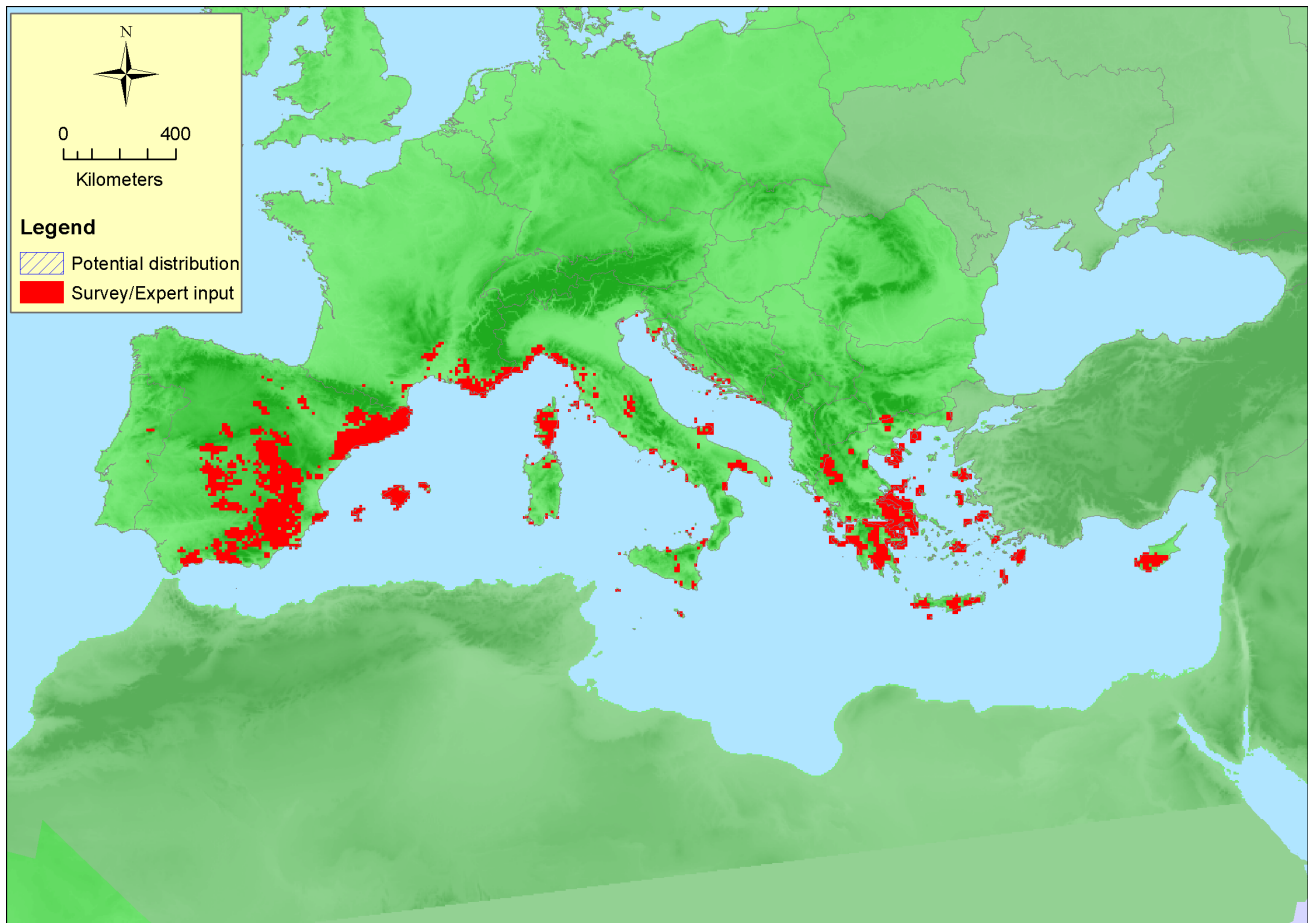 N
0 400
Kilometers
Legend
Potential distribution
Survey/Expert input